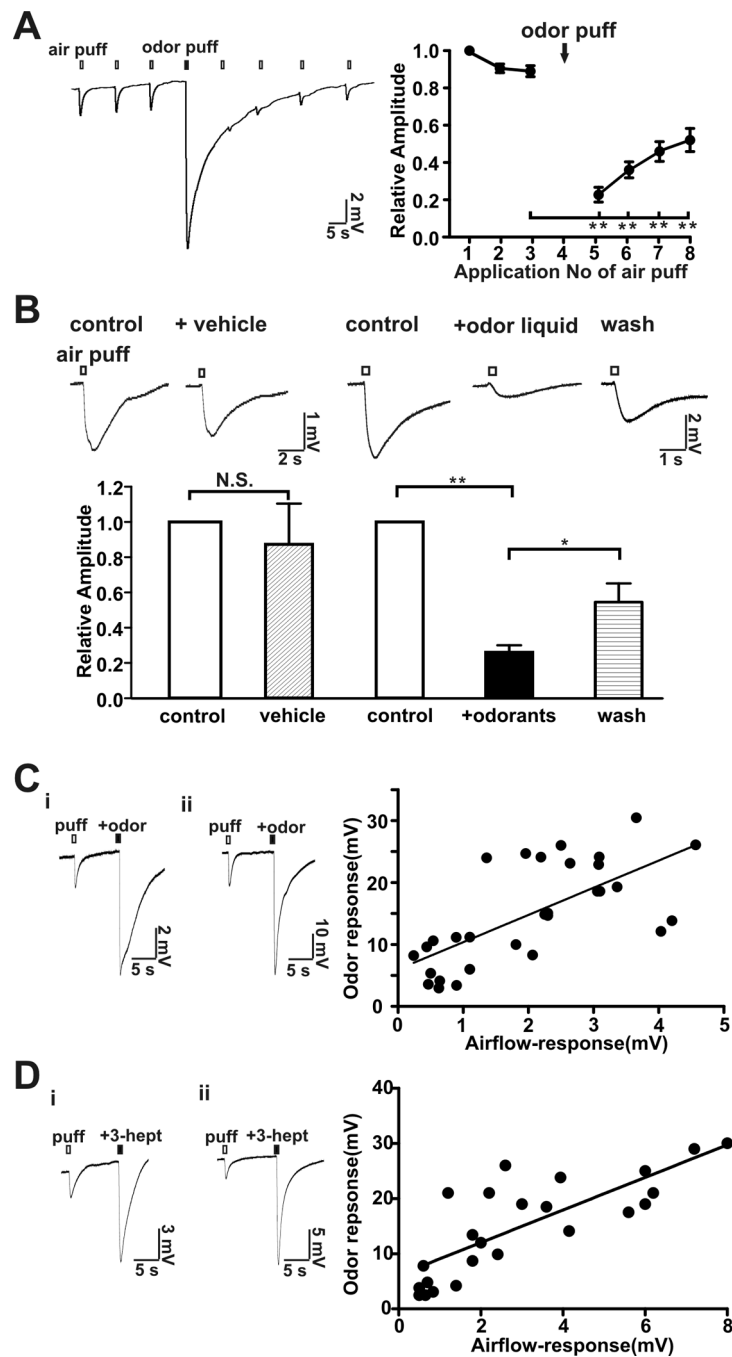 A
air puff
odor puff
2 mV
5 s
odor puff
Relative Amplitude
1.0
0.8
0.6
0.4
0.2
0.0
** ** ** **
1 2 3 4 5 6 7 8
Application No of air puff
B
control + vehicle
air puff
1 mV
2 s
control +odor liquid wash
2 mV
1 s
Relative Amplitude
1.2
1.0
0.8
0.6
0.4
0.2
0.0
N.S.
**
*
control vehicle control +odorants wash
C
i
puff +odor
2 mV
5 s
ii
puff +odor
10 mV
5 s
Odor repsonse(mV)
30
20
10
0
0 1 2 3 4 5
Airflow-response(mV)
D
i
puff +3-hept
3 mV
5 s
ii
puff +3-hept
5 mV
5 s
Odor repsonse(mV)
40
30
20
10
0
0 2 4 6 8
Airflow-response(mV)